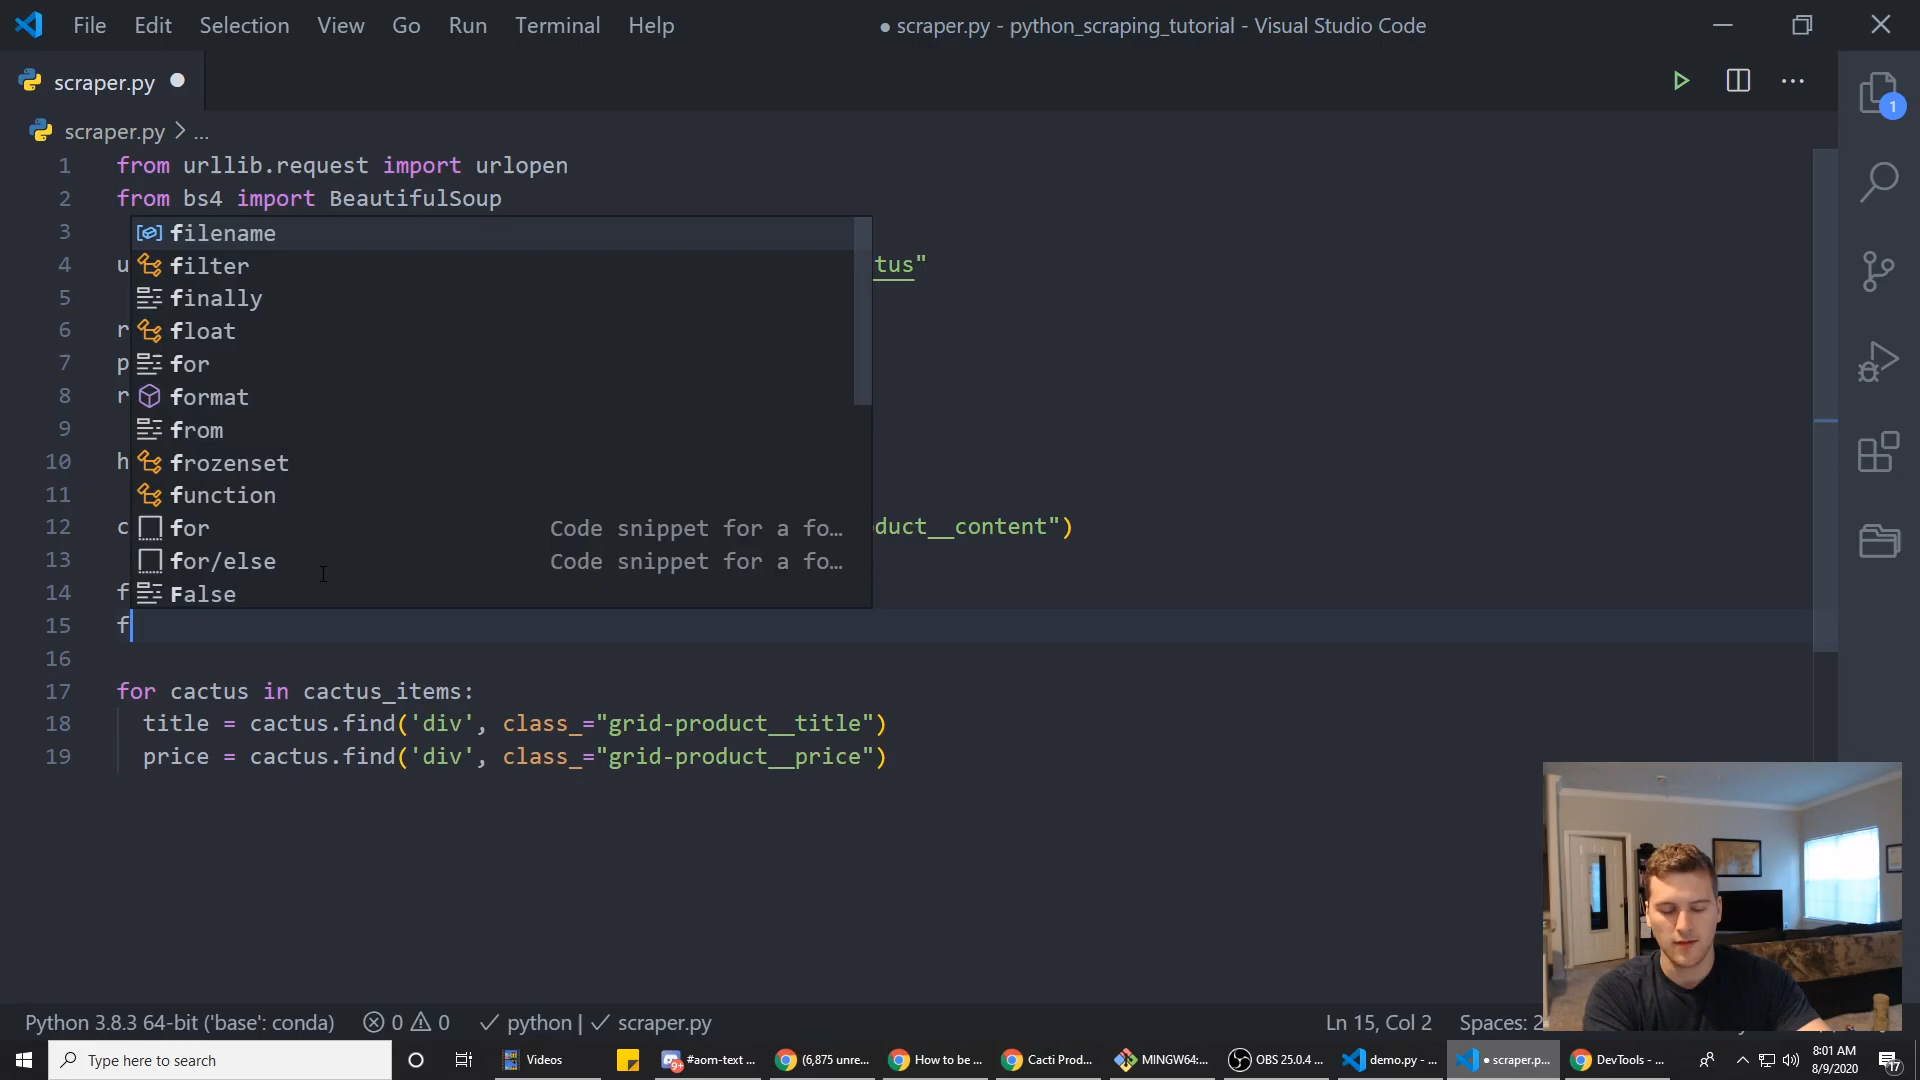 File Edit Selection View Go Run Terminal Help
● scraper.py - python_scraping_tutorial - Visual Studio Code
scraper.py
scraper.py > ...
1 from urllib.request import urlopen
2 from bs4 import BeautifulSoup
3
filename
4 u tus"
filter
5
finally
6 r
float
7 p
for
8 r
format
9
from
10 h
frozenset
11
function
12 c duct__content")
for Code snippet for a fo…
13
for/else Code snippet for a fo…
14 f
False
15 f
16
17 for cactus in cactus_items:
18 title = cactus.find('div', class_="grid-product__title")
19 price = cactus.find('div', class_="grid-product__price")
1
Python 3.8.3 64-bit ('base': conda) 0 0 ✓ python | ✓ scraper.py
Ln 15, Col 2 Spaces: 2
Type here to search
Videos
#aom-text ...
9+
(6,875 unre...
How to be ...
Cacti Prod...
MINGW64:...
OBS 25.0.4 ...
demo.py - ...
● scraper.p...
DevTools - ...
8:01 AM
8/9/2020
17